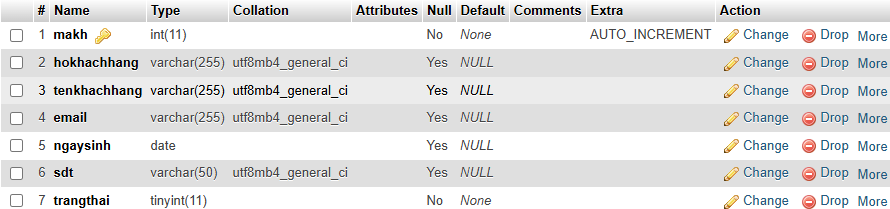 # Name Type Collation Attributes Null Default Comments Extra Action
1 makh int(11) No None AUTO_INCREMENT Change Drop More
2 hokhachhang varchar(255) utf8mb4_general_ci Yes NULL Change Drop More
3 tenkhachhang varchar(255) utf8mb4_general_ci Yes NULL Change Drop More
4 email varchar(255) utf8mb4_general_ci Yes NULL Change Drop More
5 ngaysinh date Yes NULL Change Drop More
6 sdt varchar(50) utf8mb4_general_ci Yes NULL Change Drop More
7 trangthai tinyint(11) No None Change Drop More